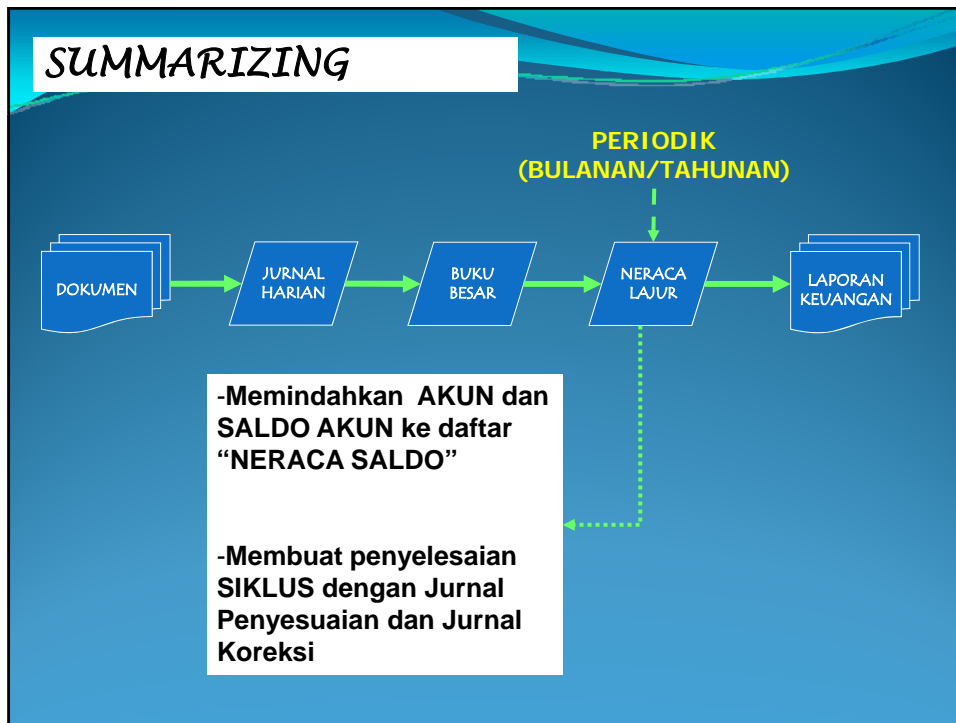 SUMMARIZING
PERIODIK
(BULANAN/TAHUNAN)
DOKUMEN
JURNAL
HARIAN
BUKU
BESAR
NERACA
LAJUR
LAPORAN
KEUANGAN
-Memindahkan AKUN dan
SALDO AKUN ke daftar
“NERACA SALDO”
-Membuat penyelesaian
SIKLUS dengan Jurnal
Penyesuaian dan Jurnal
Koreksi